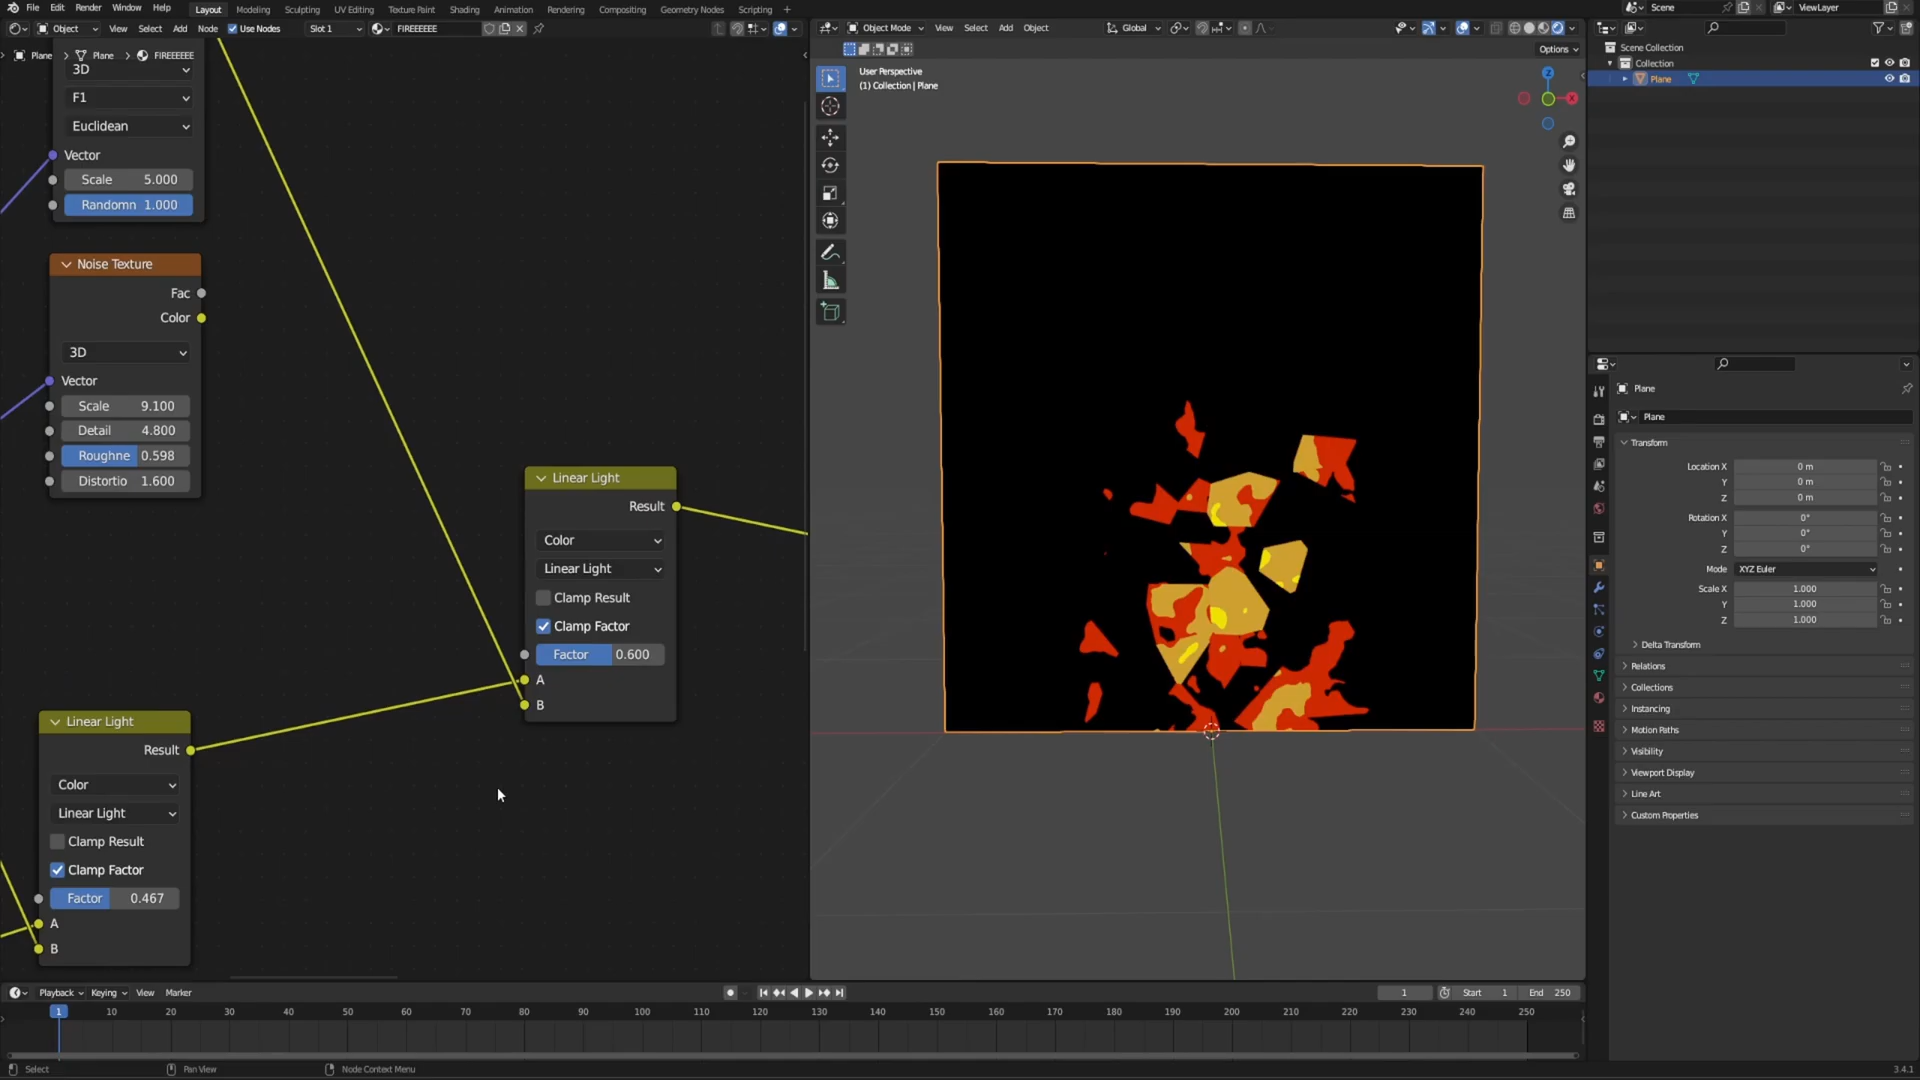 File Edit Render Window Help Layout Modeling Sculpting UV Editing Texture Paint Shading Animation Rendering Compositing Geometry Nodes Scripting + Scene ViewLayer
Object View Select Add Node Use Nodes Slot 1 FIREEEEEE
Object Mode View Select Add Object Global
Options
Plane > Plane > FIREEEEEE
3D
F1
Euclidean
Vector
Scale 5.000
Randomn 1.000
Noise Texture
Fac
Color
3D
Vector
Scale 9.100
Detail 4.800
Roughne 0.598
Distortio 1.600
Linear Light
Result
Color
Linear Light
Clamp Result
Clamp Factor
Factor 0.600
A
B
Linear Light
Result
Color
Linear Light
Clamp Result
Clamp Factor
Factor 0.467
A
B
User Perspective
(1) Collection | Plane
Z
X
Scene Collection
Collection
Plane
Plane
Plane
Transform
Location X 0 m
Y 0 m
Z 0 m
Rotation X 0°
Y 0°
Z 0°
Mode XYZ Euler
Scale X 1.000
Y 1.000
Z 1.000
Delta Transform
Relations
Collections
Instancing
Motion Paths
Visibility
Viewport Display
Line Art
Custom Properties
Playback Keying View Marker 1 Start 1 End 250
1 10 20 30 40 50 60 70 80 90 100 110 120 130 140 150 160 170 180 190 200 210 220 230 240 250
Select Pan View Node Context Menu 3.4.1